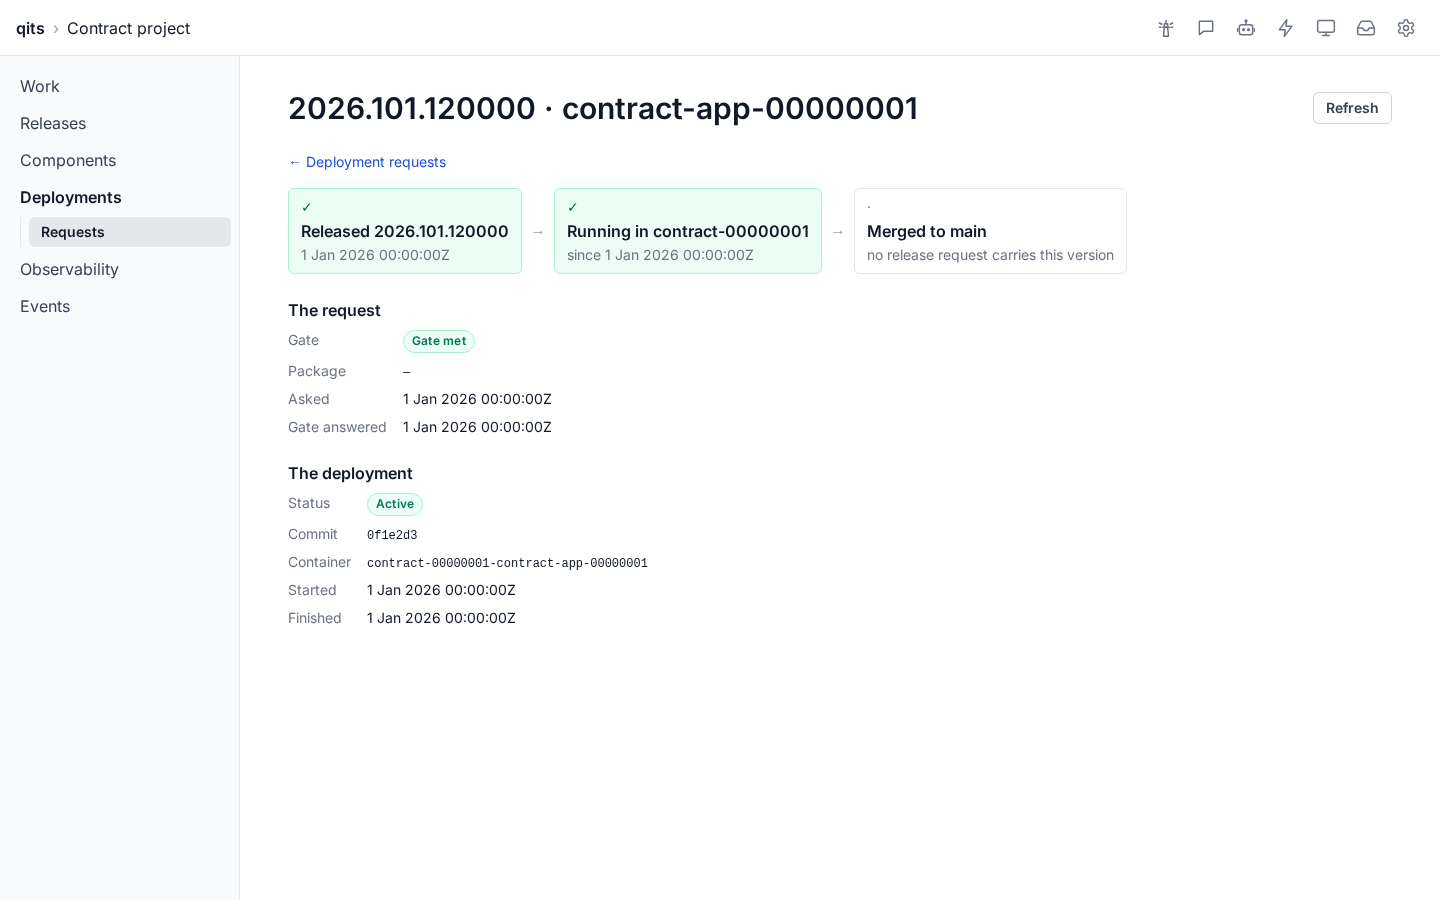 qits › Contract project
Work
Releases
Components
Deployments
Requests
Observability
Events
2026.101.120000 · contract-app-00000001
Refresh
← Deployment requests
✓
Released 2026.101.120000
1 Jan 2026 00:00:00Z
→
✓
Running in contract-00000001
since 1 Jan 2026 00:00:00Z
→
·
Merged to main
no release request carries this version
The request
Gate Gate met
Package –
Asked 1 Jan 2026 00:00:00Z
Gate answered 1 Jan 2026 00:00:00Z
The deployment
Status Active
Commit 0f1e2d3
Container contract-00000001-contract-app-00000001
Started 1 Jan 2026 00:00:00Z
Finished 1 Jan 2026 00:00:00Z